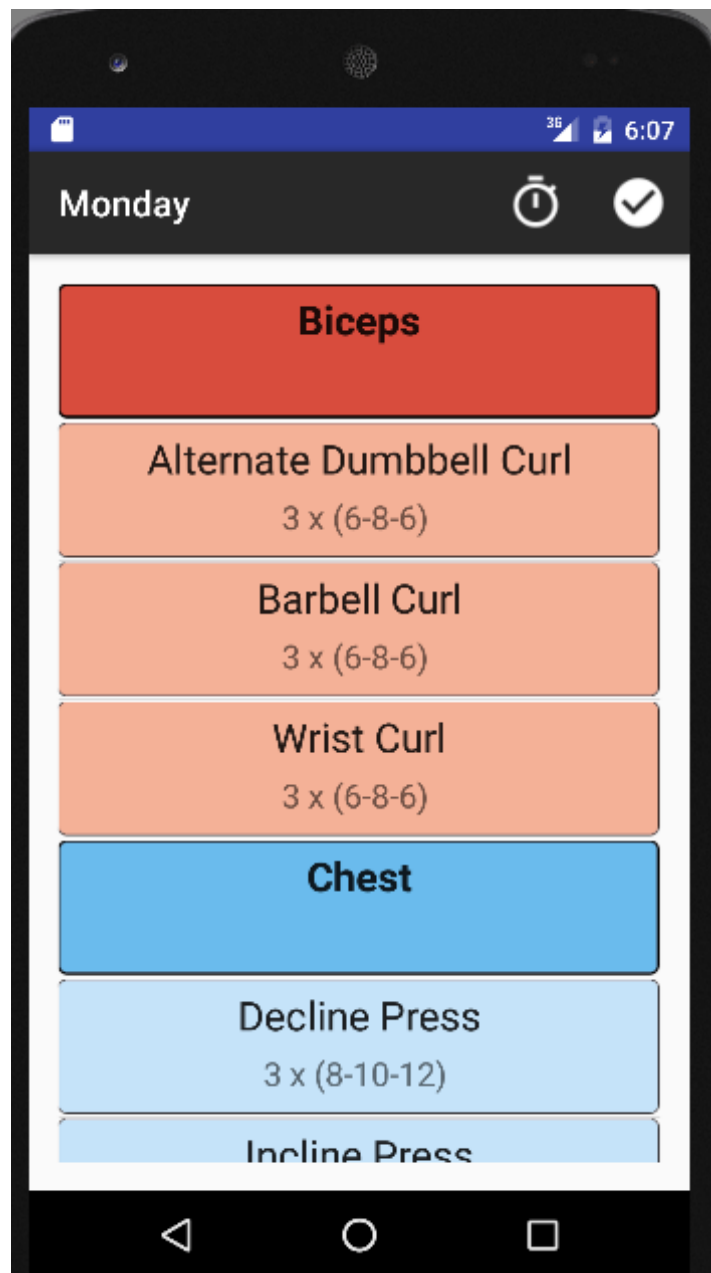 3G 6:07
Monday
Biceps
Alternate Dumbbell Curl
3 x (6-8-6)
Barbell Curl
3 x (6-8-6)
Wrist Curl
3 x (6-8-6)
Chest
Decline Press
3 x (8-10-12)
Incline Press